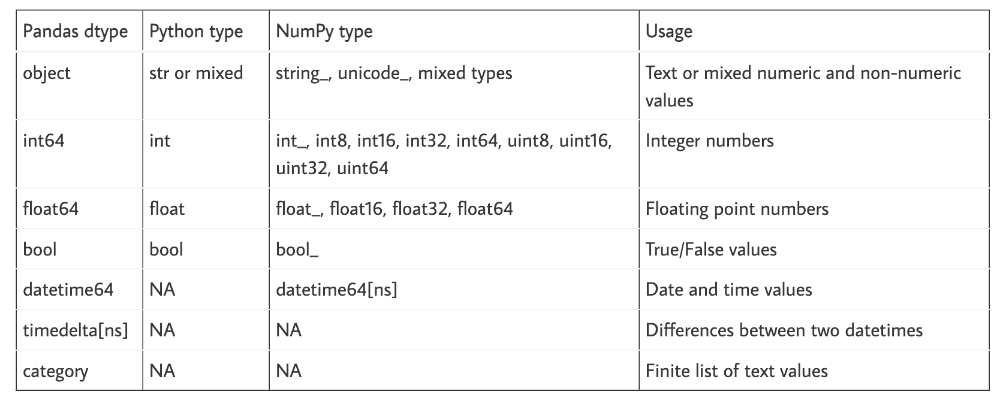 Pandas dtype Python type NumPy type Usage
object str or mixed string_, unicode_, mixed types Text or mixed numeric and non-numeric
values
int64 int int_, int8, int16, int32, int64, uint8, uint16, Integer numbers
uint32, uint64
float64 float float_, float16, float32, float64 Floating point numbers
bool bool bool_ True/False values
datetime64 NA datetime64[ns] Date and time values
timedelta[ns] NA NA Differences between two datetimes
category NA NA Finite list of text values